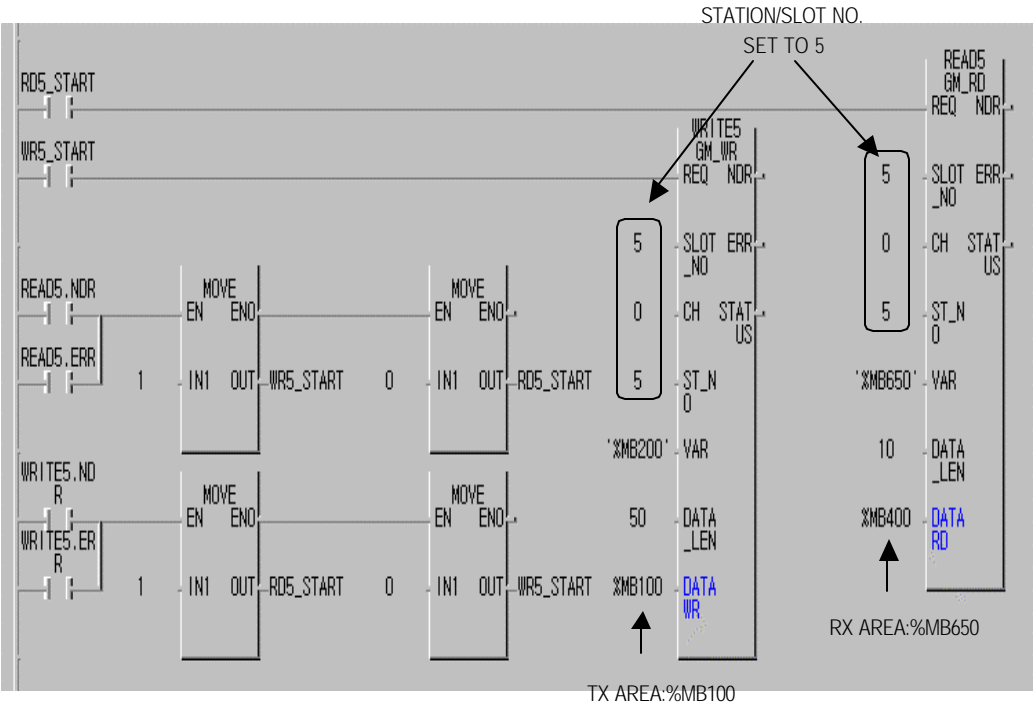 STATION/SLOT NO.
SET TO 5
READ5
GM_RD
RD5_START
REQ NDR
WRITE5
GM_WR
WR5_START
REQ NDR
5 SLOT ERR
_NO
5 SLOT ERR
_NO
0 CH STAT
US
READ5.NDR
MOVE
EN ENO
MOVE
EN ENO
0 CH STAT
US
5 ST_N
O
READ5.ERR
1 IN1 OUT WR5_START 0 IN1 OUT RD5_START
5 ST_N
O
'%MB650' VAR
'%MB200' VAR
10 DATA
_LEN
WRITE5.ND
R
MOVE
EN ENO
MOVE
EN ENO
50 DATA
_LEN
%MB400 DATA
RD
WRITE5.ER
R
1 IN1 OUT RD5_START 0 IN1 OUT WR5_START
%MB100 DATA
WR
RX AREA:%MB650
TX AREA:%MB100